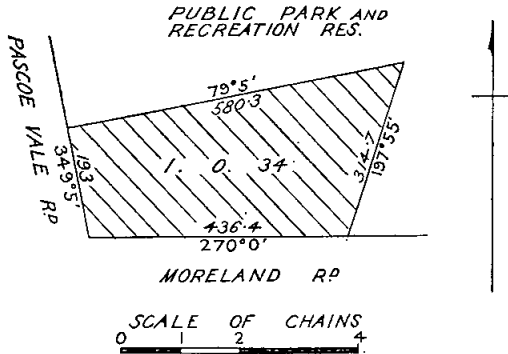 PUBLIC PARK AND
RECREATION RES.
PASCOE VALE RD
79°5'
580·3
349°5'
193
1. 0. 34
314·7
197°55'
436·4
270°0'
MORELAND RD
SCALE OF CHAINS
0 1 2 4